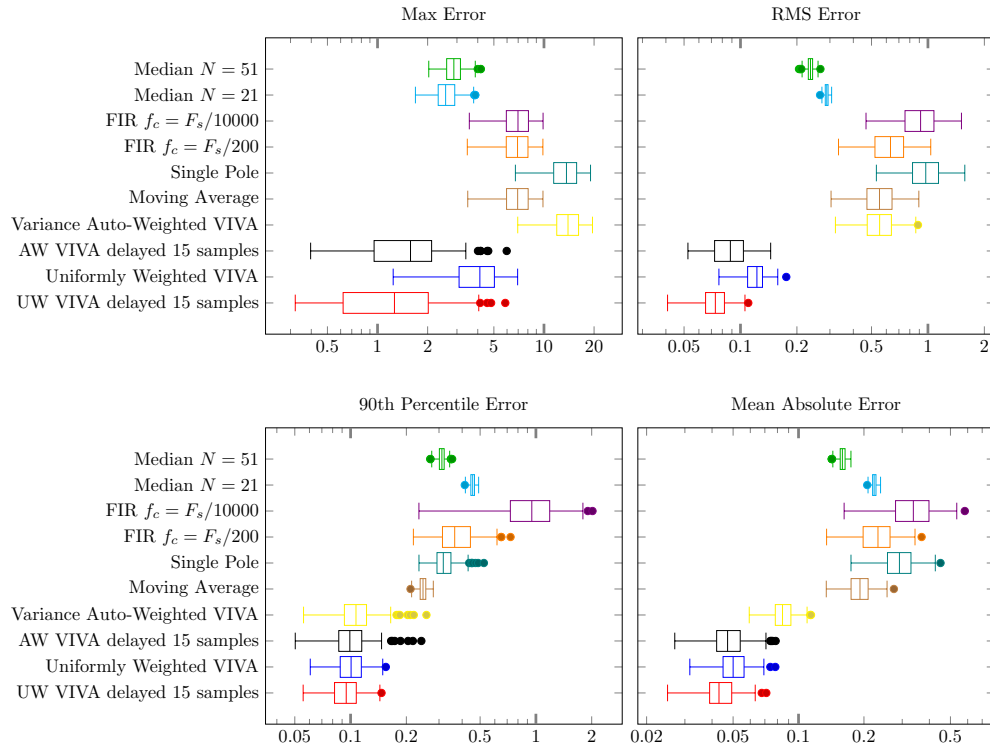 Max Error
RMS Error
Median N = 51
Median N = 21
FIR f_c = F_s/10000
FIR f_c = F_s/200
Single Pole
Moving Average
Variance Auto-Weighted VIVA
AW VIVA delayed 15 samples
Uniformly Weighted VIVA
UW VIVA delayed 15 samples
0.5 1 2 5 10 20
0.05 0.1 0.2 0.5 1 2
90th Percentile Error
Mean Absolute Error
Median N = 51
Median N = 21
FIR f_c = F_s/10000
FIR f_c = F_s/200
Single Pole
Moving Average
Variance Auto-Weighted VIVA
AW VIVA delayed 15 samples
Uniformly Weighted VIVA
UW VIVA delayed 15 samples
0.05 0.1 0.2 0.5 1 2
0.02 0.05 0.1 0.2 0.5